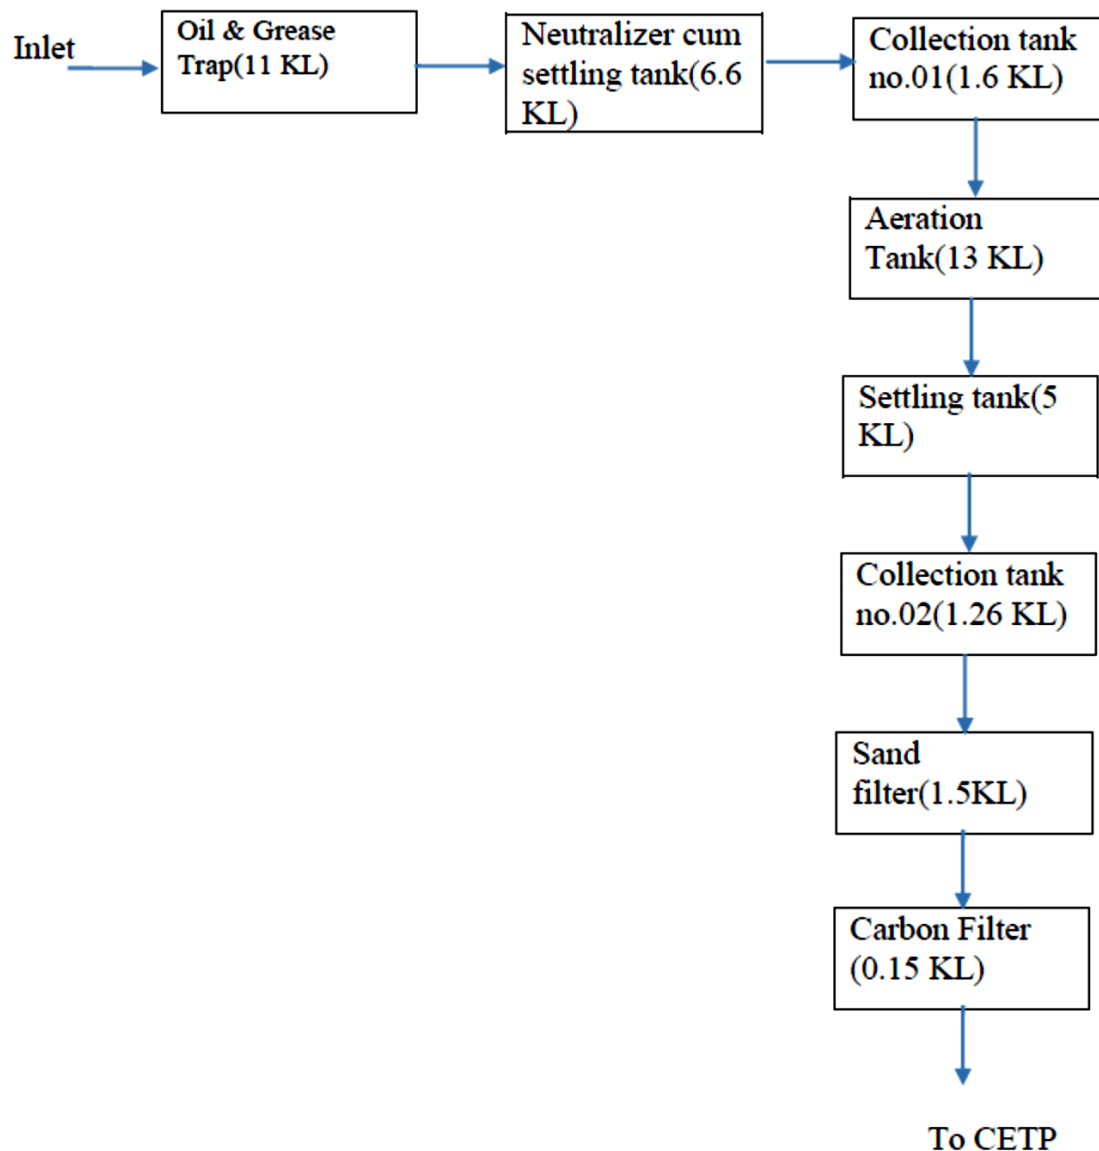 Inlet
Oil & Grease
Trap(11 KL)
Neutralizer cum
settling tank(6.6
KL)
Collection tank
no.01(1.6 KL)
Aeration
Tank(13 KL)
Settling tank(5
KL)
Collection tank
no.02(1.26 KL)
Sand
filter(1.5KL)
Carbon Filter
(0.15 KL)
To CETP